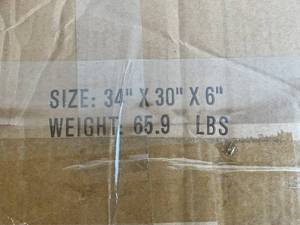 SIZE: 34" X 30" X 6"
WEIGHT: 65.9 LBS